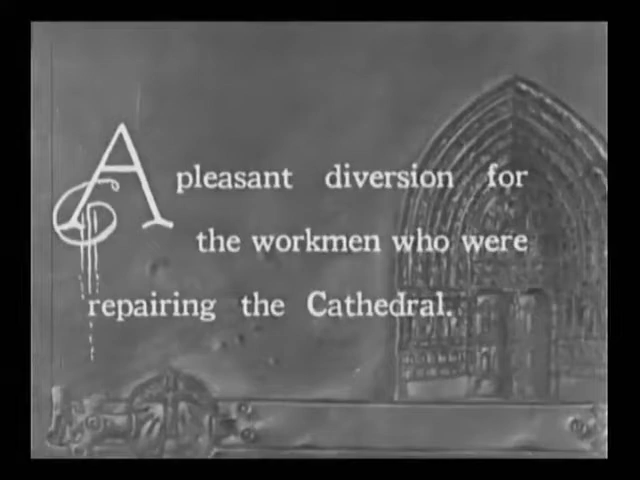 A pleasant diversion for
the workmen who were
repairing the Cathedral.